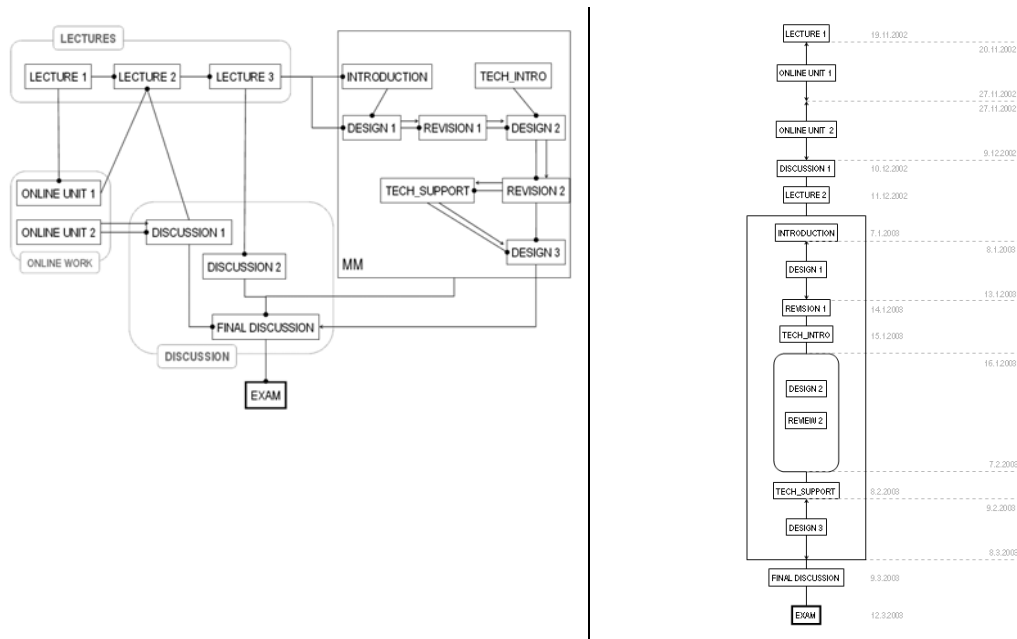 LECTURES
LECTURE 1
LECTURE 2
LECTURE 3
INTRODUCTION
TECH_INTRO
DESIGN 1
REVISION 1
DESIGN 2
ONLINE UNIT 1
TECH_SUPPORT
REVISION 2
ONLINE UNIT 2
DISCUSSION 1
ONLINE WORK
DISCUSSION 2
DESIGN 3
MM
FINAL DISCUSSION
DISCUSSION
EXAM
LECTURE 1
19.11.2002
20.11.2002
ONLINE UNIT 1
27.11.2002
27.11.2002
ONLINE UNIT 2
9.12.2002
DISCUSSION 1
10.12.2002
LECTURE 2
11.12.2002
INTRODUCTION
7.1.2003
8.1.2003
DESIGN 1
13.1.2003
REVISION 1
14.1.2003
TECH_INTRO
15.1.2003
16.1.2003
DESIGN 2
REVIEW 2
7.2.2003
TECH_SUPPORT
8.2.2003
9.2.2003
DESIGN 3
8.3.2003
FINAL DISCUSSION
9.3.2003
EXAM
12.3.2003